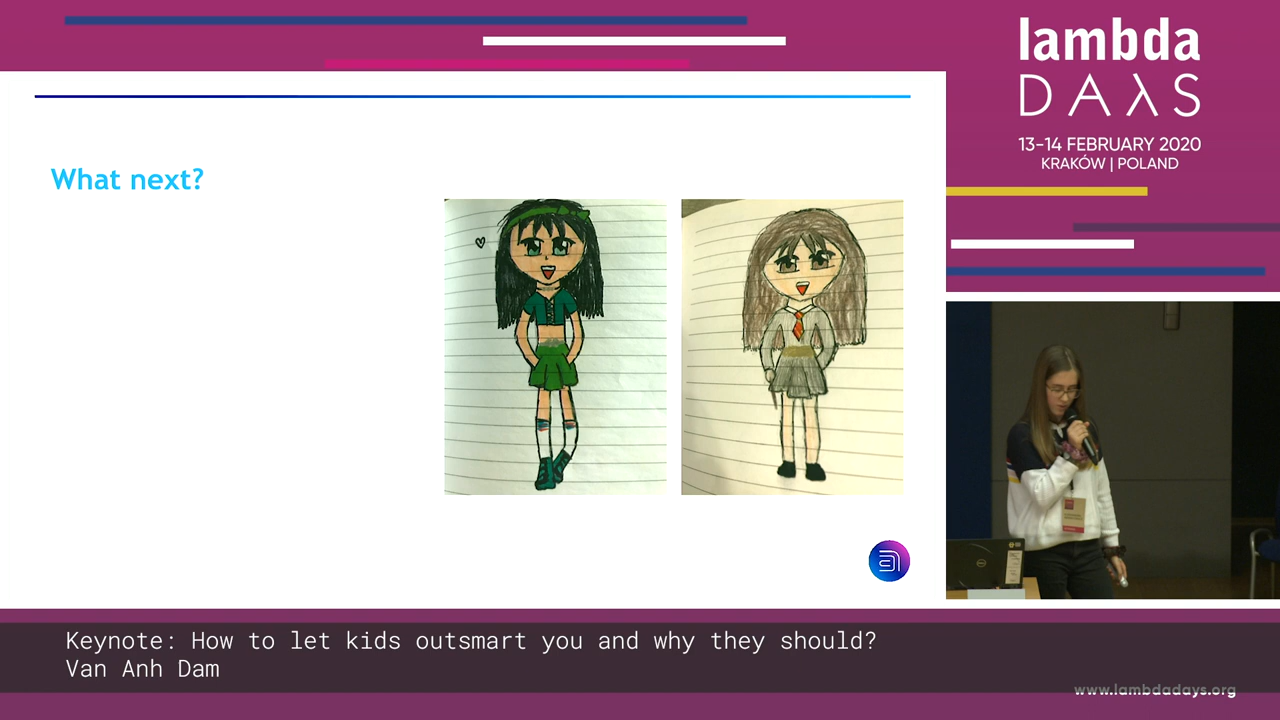 lambda
DAλS
13-14 FEBRUARY 2020
KRAKÓW | POLAND
What next?
Keynote: How to let kids outsmart you and why they should?
Van Anh Dam
www.lambdadays.org